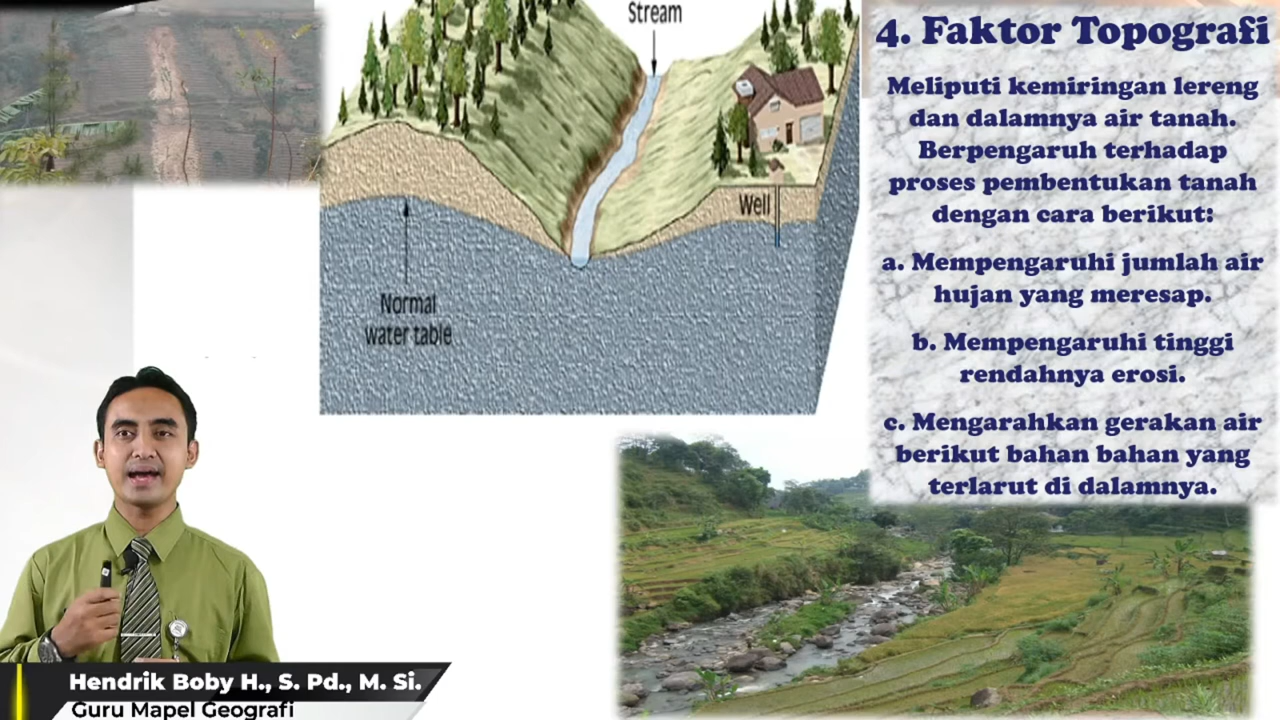 Stream
Well
Normal
water table
4. Faktor Topografi
Meliputi kemiringan lereng
dan dalamnya air tanah.
Berpengaruh terhadap
proses pembentukan tanah
dengan cara berikut:
a. Mempengaruhi jumlah air
hujan yang meresap.
b. Mempengaruhi tinggi
rendahnya erosi.
c. Mengarahkan gerakan air
berikut bahan bahan yang
terlarut di dalamnya.
Hendrik Boby H., S. Pd., M. Si.
Guru Mapel Geografi